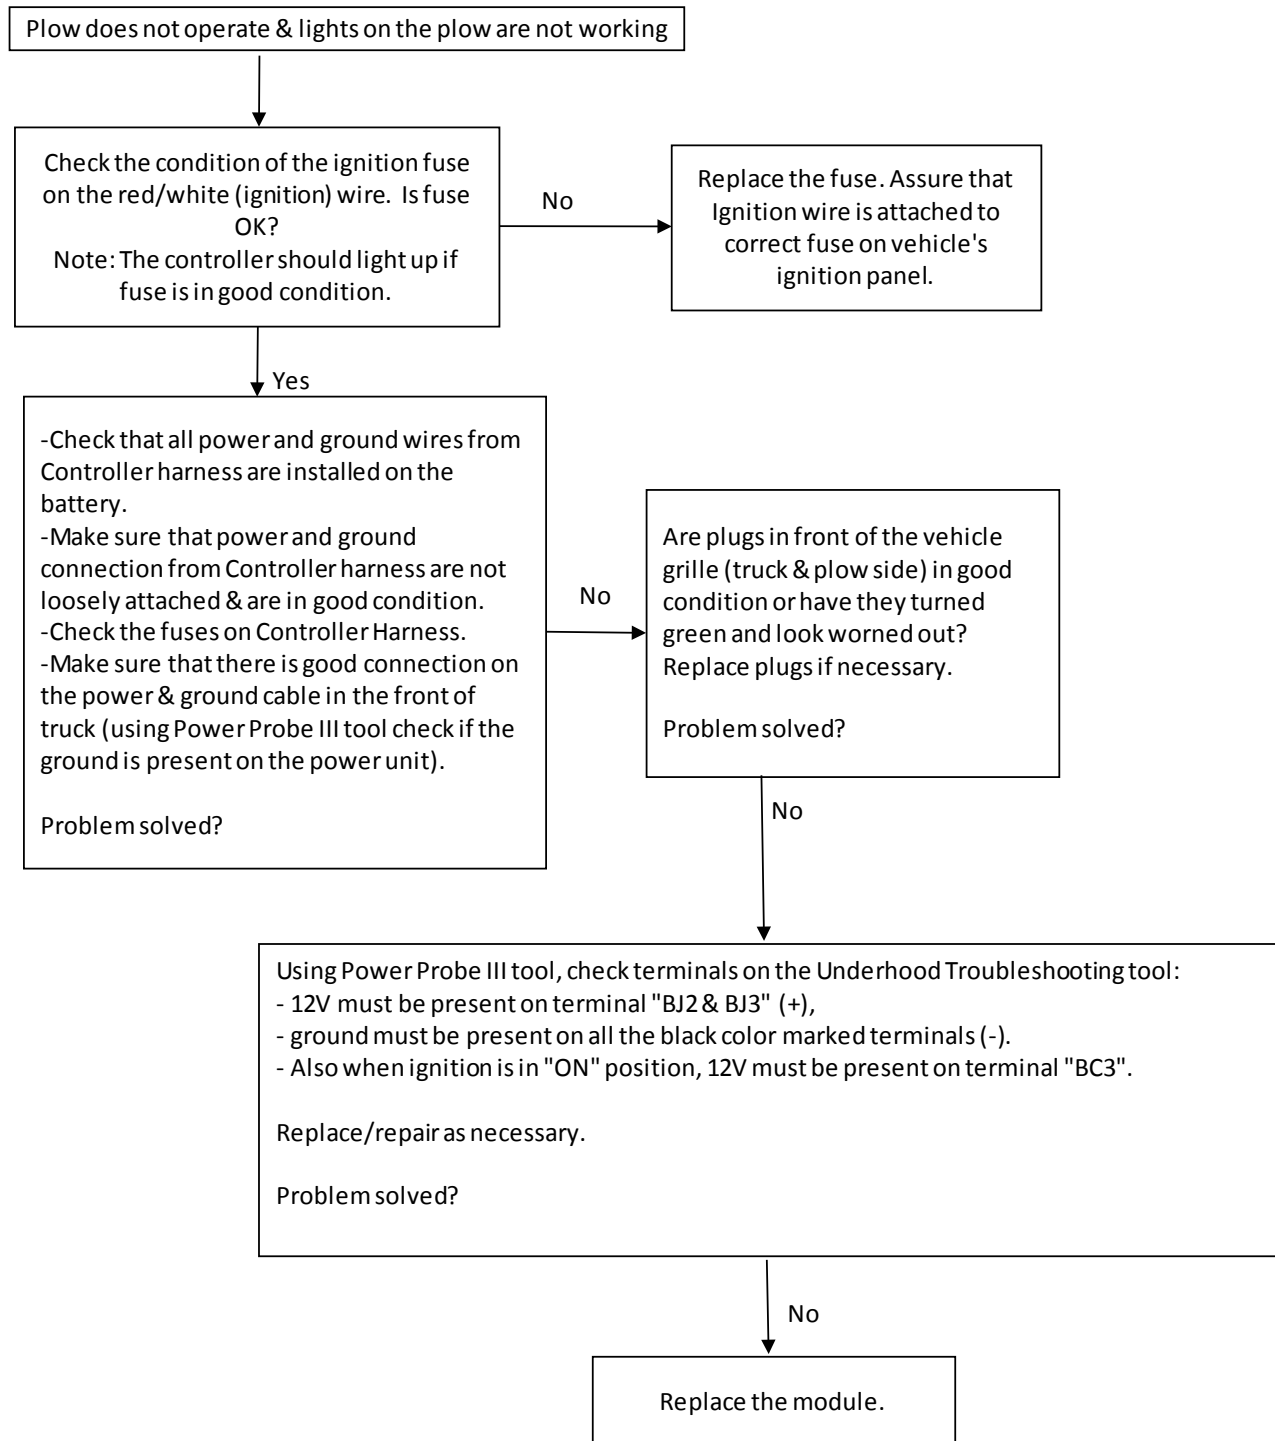 Plow does not operate & lights on the plow are not working
Check the condition of the ignition fuse
on the red/white (ignition) wire. Is fuse
OK?
Note: The controller should light up if
fuse is in good condition.
No
Replace the fuse. Assure that
Ignition wire is attached to
correct fuse on vehicle's
ignition panel.
Yes
-Check that all power and ground wires from
Controller harness are installed on the
battery.
-Make sure that power and ground
connection from Controller harness are not
loosely attached & are in good condition.
-Check the fuses on Controller Harness.
-Make sure that there is good connection on
the power & ground cable in the front of
truck (using Power Probe III tool check if the
ground is present on the power unit).
Problem solved?
No
Are plugs in front of the vehicle
grille (truck & plow side) in good
condition or have they turned
green and look worned out?
Replace plugs if necessary.
Problem solved?
No
Using Power Probe III tool, check terminals on the Underhood Troubleshooting tool:
- 12V must be present on terminal "BJ2 & BJ3" (+),
- ground must be present on all the black color marked terminals (-).
- Also when ignition is in "ON" position, 12V must be present on terminal "BC3".
Replace/repair as necessary.
Problem solved?
No
Replace the module.